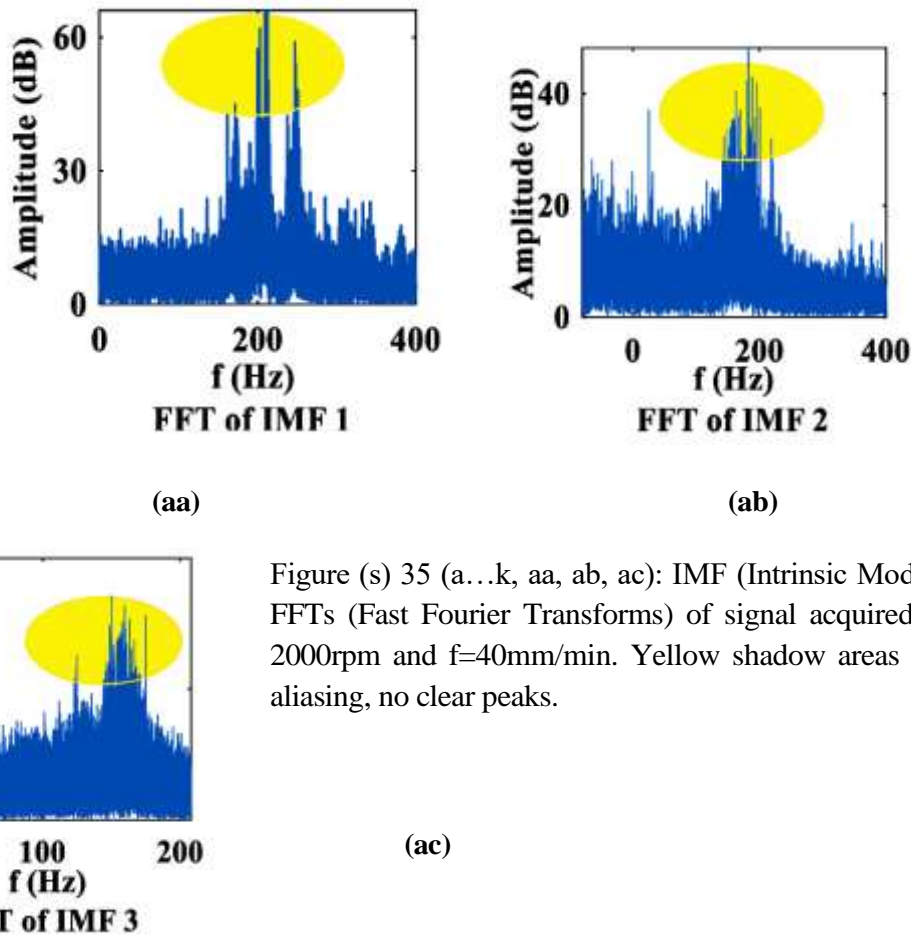 60
30
0
Amplitude (dB)
0 200 400
f (Hz)
FFT of IMF 1
40
20
0
Amplitude (dB)
0 200 400
f (Hz)
FFT of IMF 2
(aa) (ab)
Figure (s) 35 (a…k, aa, ab, ac): IMF (Intrinsic Mod
FFTs (Fast Fourier Transforms) of signal acquired
2000rpm and f=40mm/min. Yellow shadow areas
aliasing, no clear peaks.
100 200
f (Hz)
T of IMF 3
(ac)